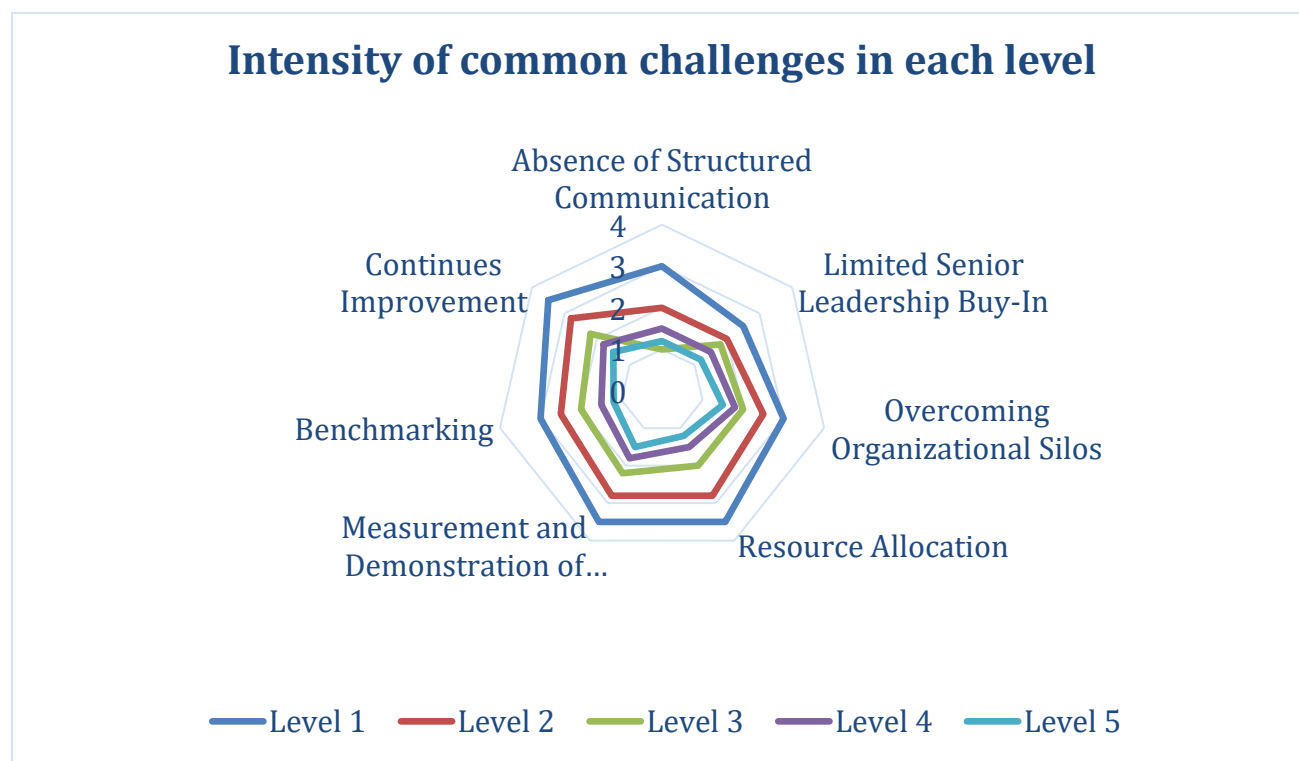 Intensity of common challenges in each level
Absence of Structured
Communication
Limited Senior
Leadership Buy-In
Overcoming
Organizational Silos
Resource Allocation
Measurement and
Demonstration of…
Benchmarking
Continues
Improvement
4
3
2
1
0
Level 1
Level 2
Level 3
Level 4
Level 5